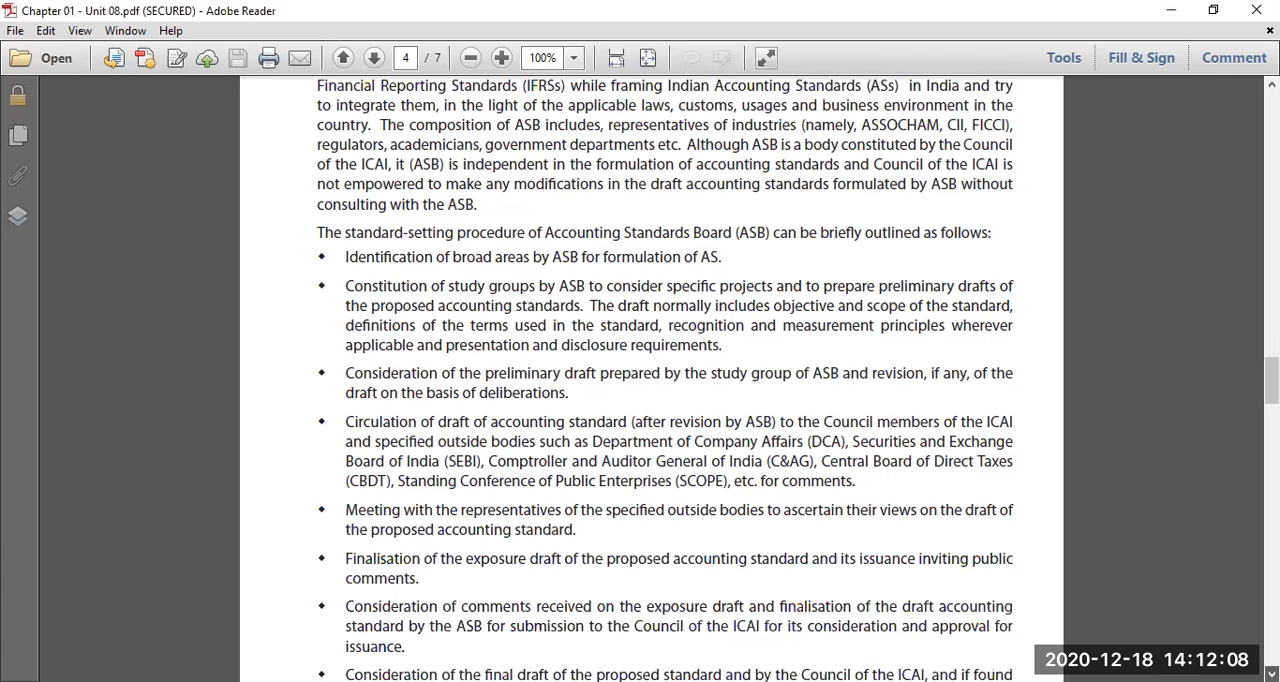 Chapter 01 - Unit 08.pdf (SECURED) - Adobe Reader
File Edit View Window Help
Open 4 / 7 100% Tools Fill & Sign Comment
Financial Reporting Standards (IFRSs) while framing Indian Accounting Standards (ASs) in India and try
to integrate them, in the light of the applicable laws, customs, usages and business environment in the
country. The composition of ASB includes, representatives of industries (namely, ASSOCHAM, CII, FICCI),
regulators, academicians, government departments etc. Although ASB is a body constituted by the Council
of the ICAI, it (ASB) is independent in the formulation of accounting standards and Council of the ICAI is
not empowered to make any modifications in the draft accounting standards formulated by ASB without
consulting with the ASB.
The standard-setting procedure of Accounting Standards Board (ASB) can be briefly outlined as follows:
◆ Identification of broad areas by ASB for formulation of AS.
◆ Constitution of study groups by ASB to consider specific projects and to prepare preliminary drafts of
the proposed accounting standards. The draft normally includes objective and scope of the standard,
definitions of the terms used in the standard, recognition and measurement principles wherever
applicable and presentation and disclosure requirements.
◆ Consideration of the preliminary draft prepared by the study group of ASB and revision, if any, of the
draft on the basis of deliberations.
◆ Circulation of draft of accounting standard (after revision by ASB) to the Council members of the ICAI
and specified outside bodies such as Department of Company Affairs (DCA), Securities and Exchange
Board of India (SEBI), Comptroller and Auditor General of India (C&AG), Central Board of Direct Taxes
(CBDT), Standing Conference of Public Enterprises (SCOPE), etc. for comments.
◆ Meeting with the representatives of the specified outside bodies to ascertain their views on the draft of
the proposed accounting standard.
◆ Finalisation of the exposure draft of the proposed accounting standard and its issuance inviting public
comments.
◆ Consideration of comments received on the exposure draft and finalisation of the draft accounting
standard by the ASB for submission to the Council of the ICAI for its consideration and approval for
issuance.
◆ Consideration of the final draft of the proposed standard and by the Council of the ICAI, and if found
2020-12-18 14:12:08